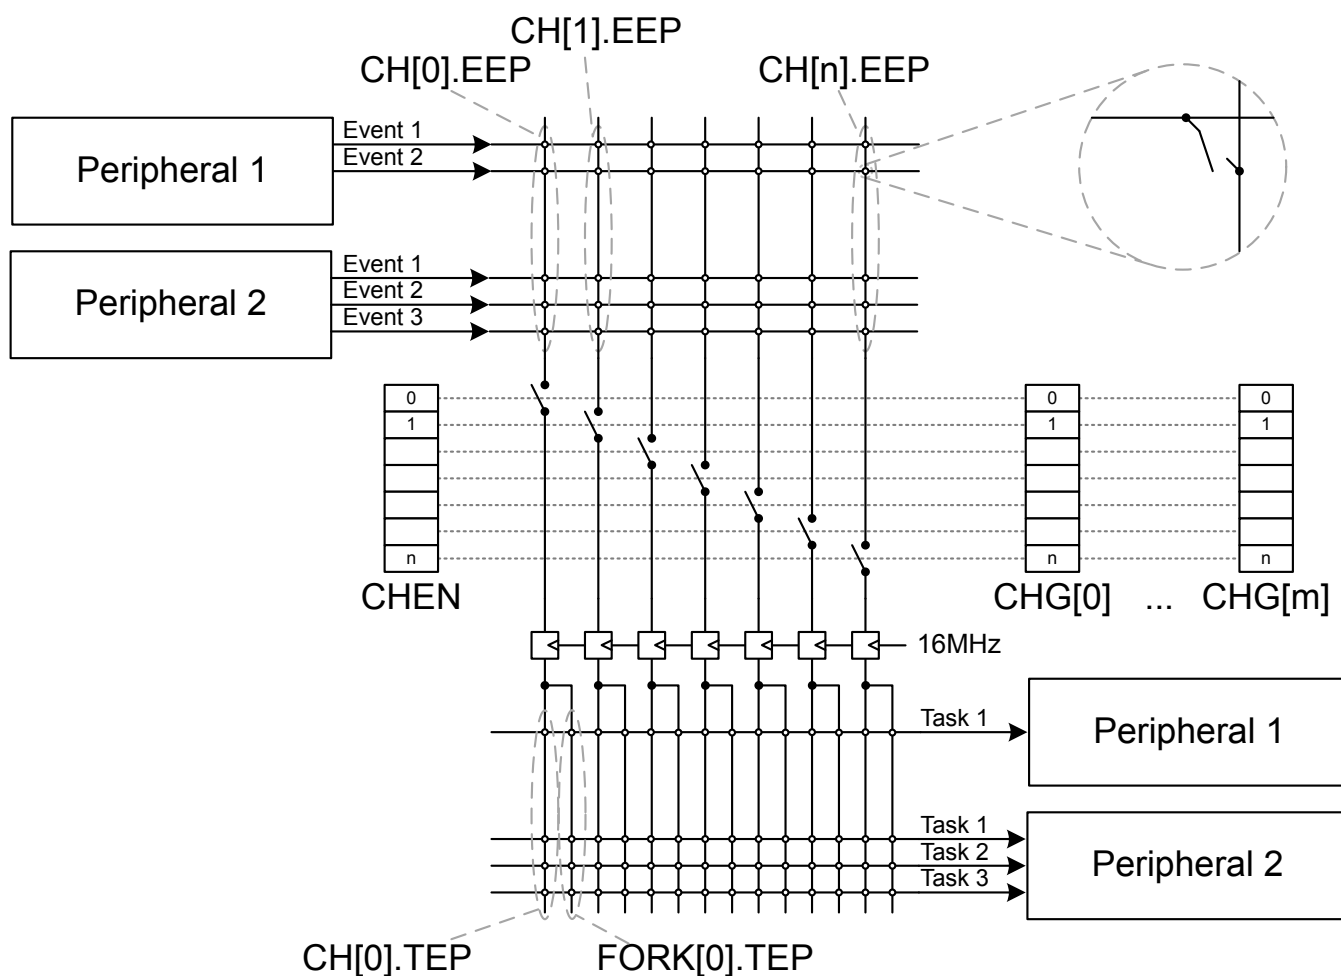 CH[1].EEP
CH[0].EEP
CH[n].EEP
Peripheral 1
Event 1
Event 2
Peripheral 2
Event 1
Event 2
Event 3
0
1
n
CHEN
0
1
n
CHG[0]
...
0
1
n
CHG[m]
16MHz
Task 1
Peripheral 1
Task 1
Task 2
Task 3
Peripheral 2
CH[0].TEP
FORK[0].TEP